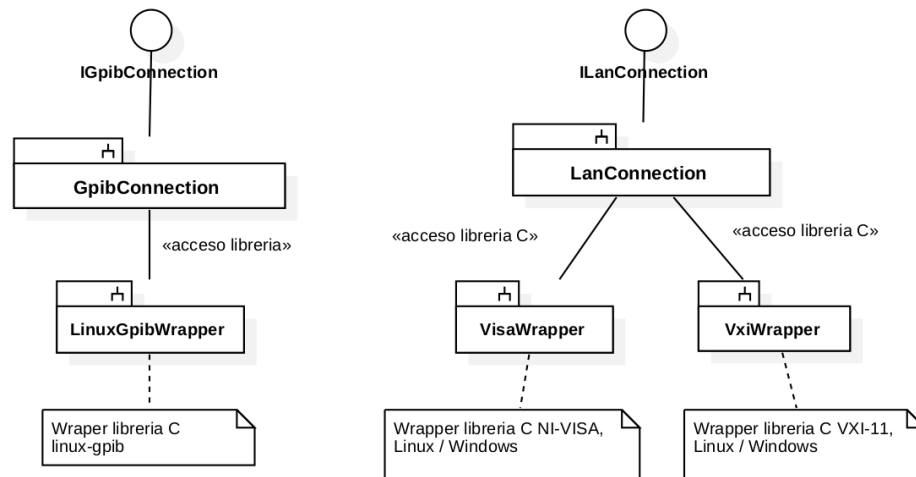 IGpibConnection
ILanConnection
GpibConnection
LanConnection
«acceso libreria»
«acceso libreria C»
«acceso libreria C»
LinuxGpibWrapper
VisaWrapper
VxiWrapper
Wraper libreria C
linux-gpib
Wrapper libreria C NI-VISA,
Linux / Windows
Wrapper libreria C VXI-11,
Linux / Windows